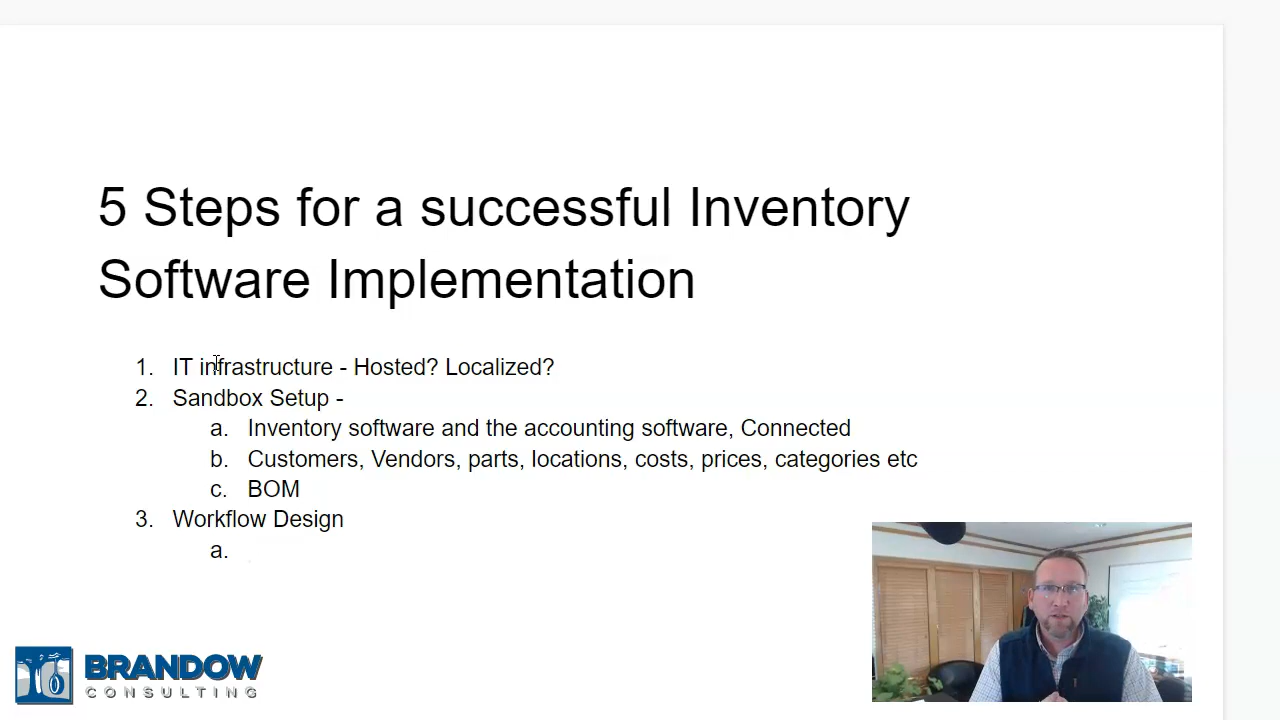 5 Steps for a successful Inventory
Software Implementation
1. IT infrastructure - Hosted? Localized?
2. Sandbox Setup -
a. Inventory software and the accounting software, Connected
b. Customers, Vendors, parts, locations, costs, prices, categories etc
c. BOM
3. Workflow Design
a.
BRANDOW
CONSULTING